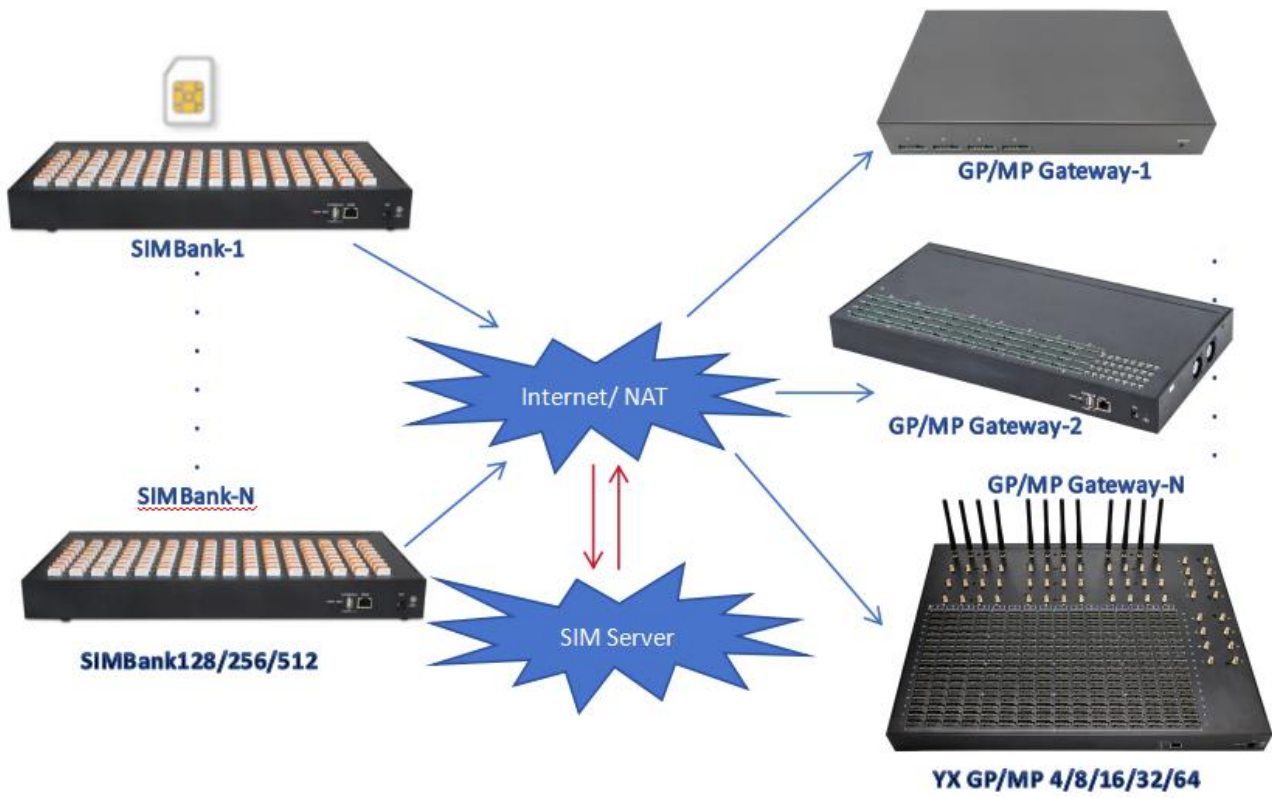 SIMBank-1
SIMBank-N
SIMBank128/256/512
Internet/ NAT
SIM Server
GP/MP Gateway-1
GP/MP Gateway-2
GP/MP Gateway-N
YX GP/MP 4/8/16/32/64